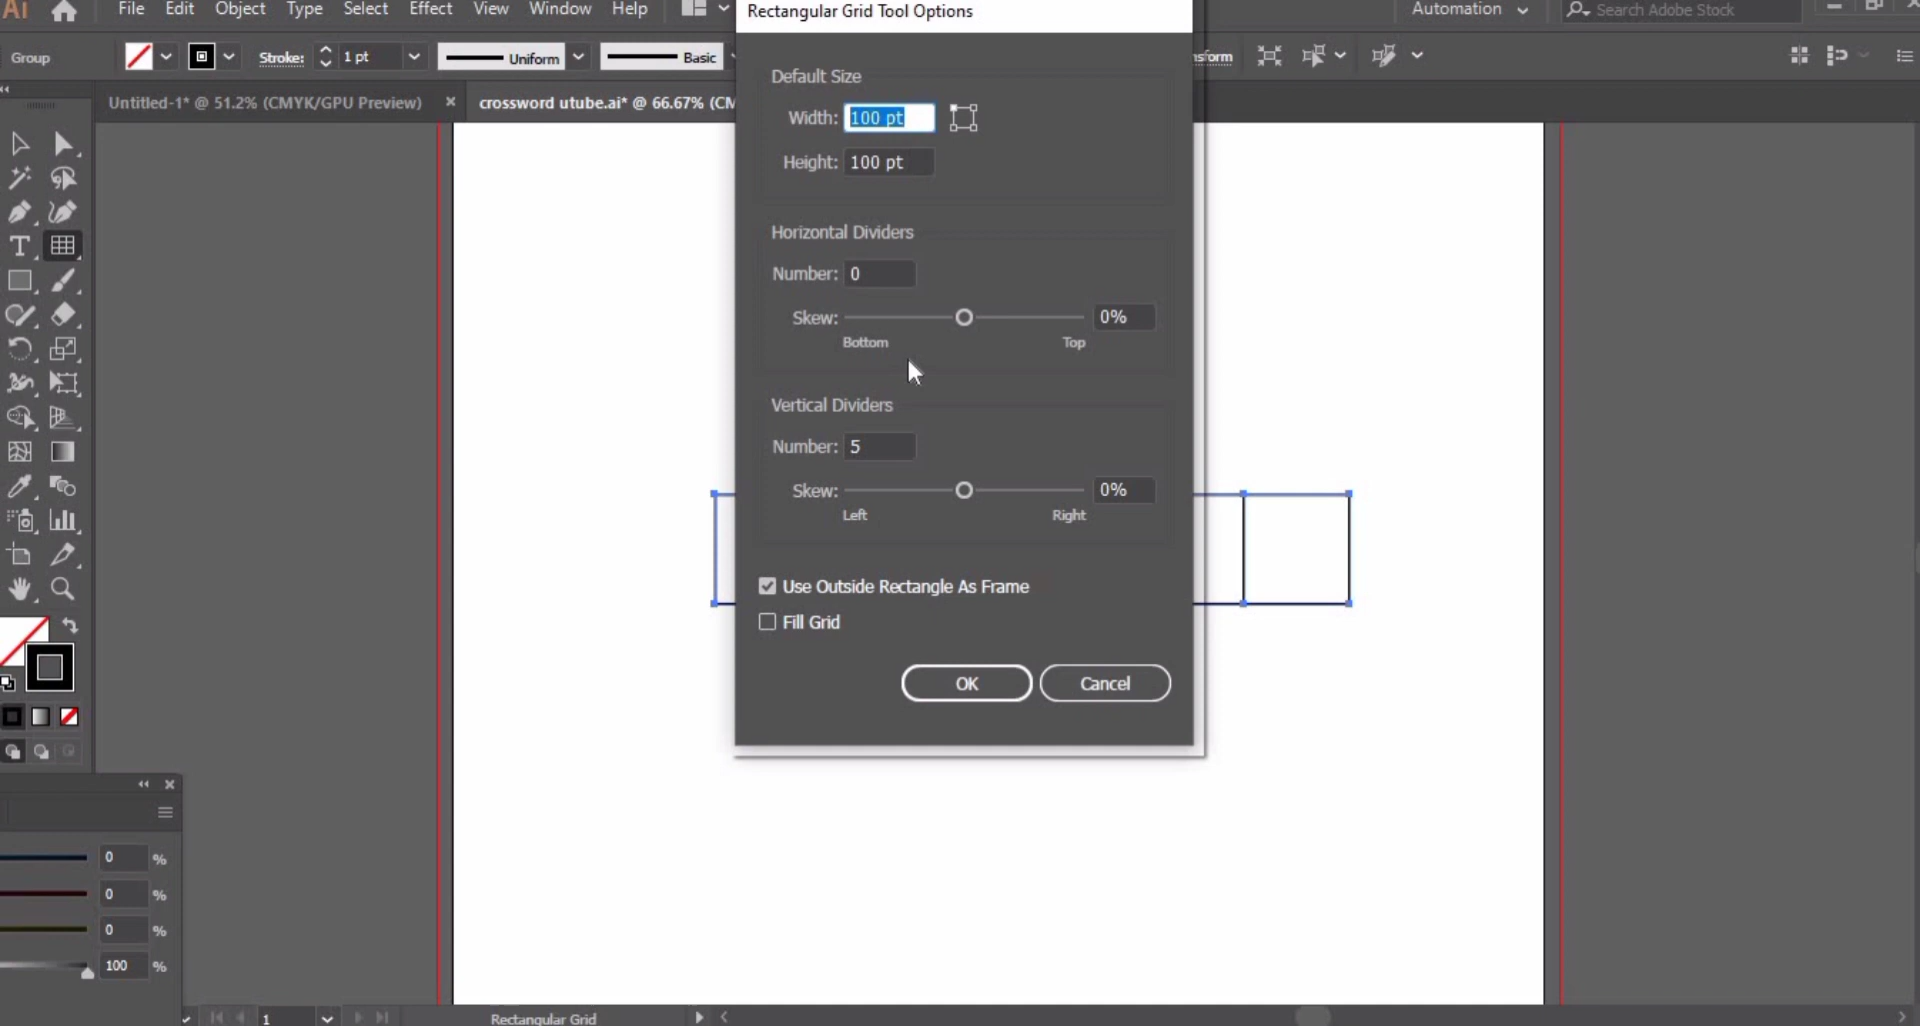 Ai File Edit Object Type Select Effect View Window Help
Rectangular Grid Tool Options
Automation Search Adobe Stock
Group Stroke: 1 pt Uniform Basic
Untitled-1* @ 51.2% (CMYK/GPU Preview) × crossword utube.ai* @ 66.67%
Default Size
Width: 100 pt
Height: 100 pt
Horizontal Dividers
Number: 0
Skew: 0%
Bottom Top
Vertical Dividers
Number: 5
Skew: 0%
Left Right
Use Outside Rectangle As Frame
Fill Grid
OK Cancel
0 %
0 %
0 %
100 %
1 Rectangular Grid